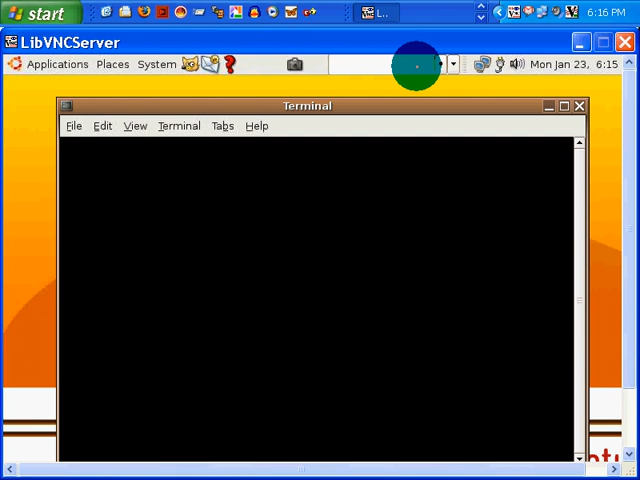 start
L...
6:16 PM
LibVNCServer
Applications Places System
Mon Jan 23, 6:15
Terminal
File Edit View Terminal Tabs Help